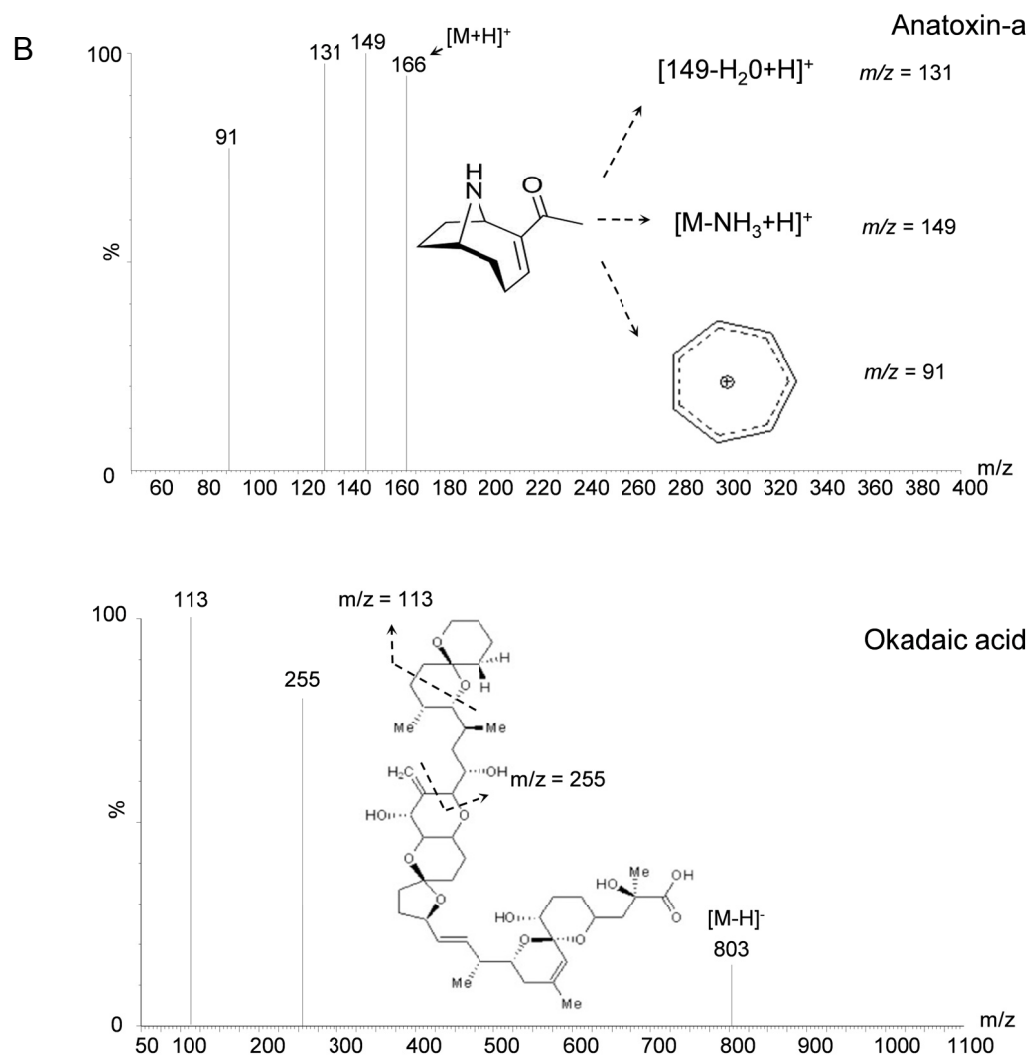 B
Anatoxin-a
100
131
149
[M+H]⁺
166
91
[149-H₂0+H]⁺
m/z = 131
H
N
O
[M-NH₃+H]⁺
m/z = 149
%
+
m/z = 91
0
60 80 100 120 140 160 180 200 220 240 260 280 300 320 340 360 380 400
m/z
Okadaic acid
100
113
m/z = 113
255
O
H
O
H
Me
Me
H₂C
OH
m/z = 255
%
HO
O
O
O
HO
Me
OH
HO
O
O
O
[M-H]⁻
803
Me
Me
0
50 100 200 300 400 500 600 700 800 900 1000 1100
m/z